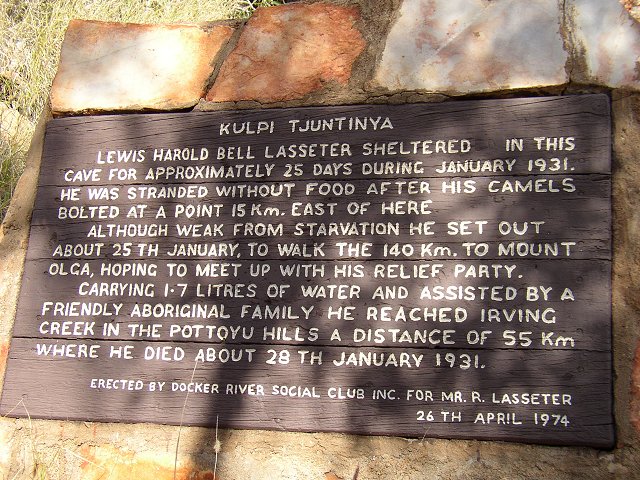 KULPI TJUNTINYA
LEWIS HAROLD BELL LASSETER SHELTERED IN THIS
CAVE FOR APPROXIMATELY 25 DAYS DURING JANUARY 1931.
HE WAS STRANDED WITHOUT FOOD AFTER HIS CAMELS
BOLTED AT A POINT 15 Km. EAST OF HERE
ALTHOUGH WEAK FROM STARVATION HE SET OUT
ABOUT 25 TH JANUARY, TO WALK THE 140 Km. TO MOUNT
OLGA, HOPING TO MEET UP WITH HIS RELIEF PARTY.
CARRYING 1·7 LITRES OF WATER AND ASSISTED BY A
FRIENDLY ABORIGINAL FAMILY HE REACHED IRVING
CREEK IN THE POTTOYU HILLS A DISTANCE OF 55 Km
WHERE HE DIED ABOUT 28 TH JANUARY 1931.
ERECTED BY DOCKER RIVER SOCIAL CLUB INC. FOR MR. R. LASSETER
26 TH APRIL 1974